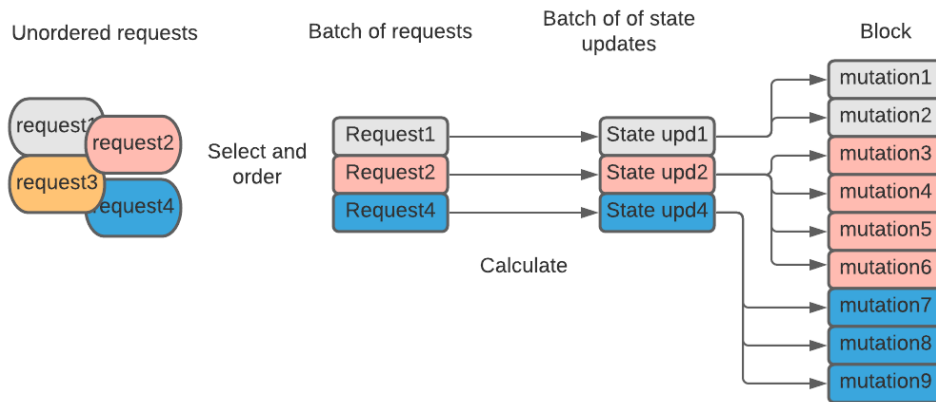 Unordered requests
request1
request2
request3
request4
Select and
order
Batch of requests
Request1
Request2
Request4
Calculate
Batch of of state
updates
State upd1
State upd2
State upd4
Block
mutation1
mutation2
mutation3
mutation4
mutation5
mutation6
mutation7
mutation8
mutation9